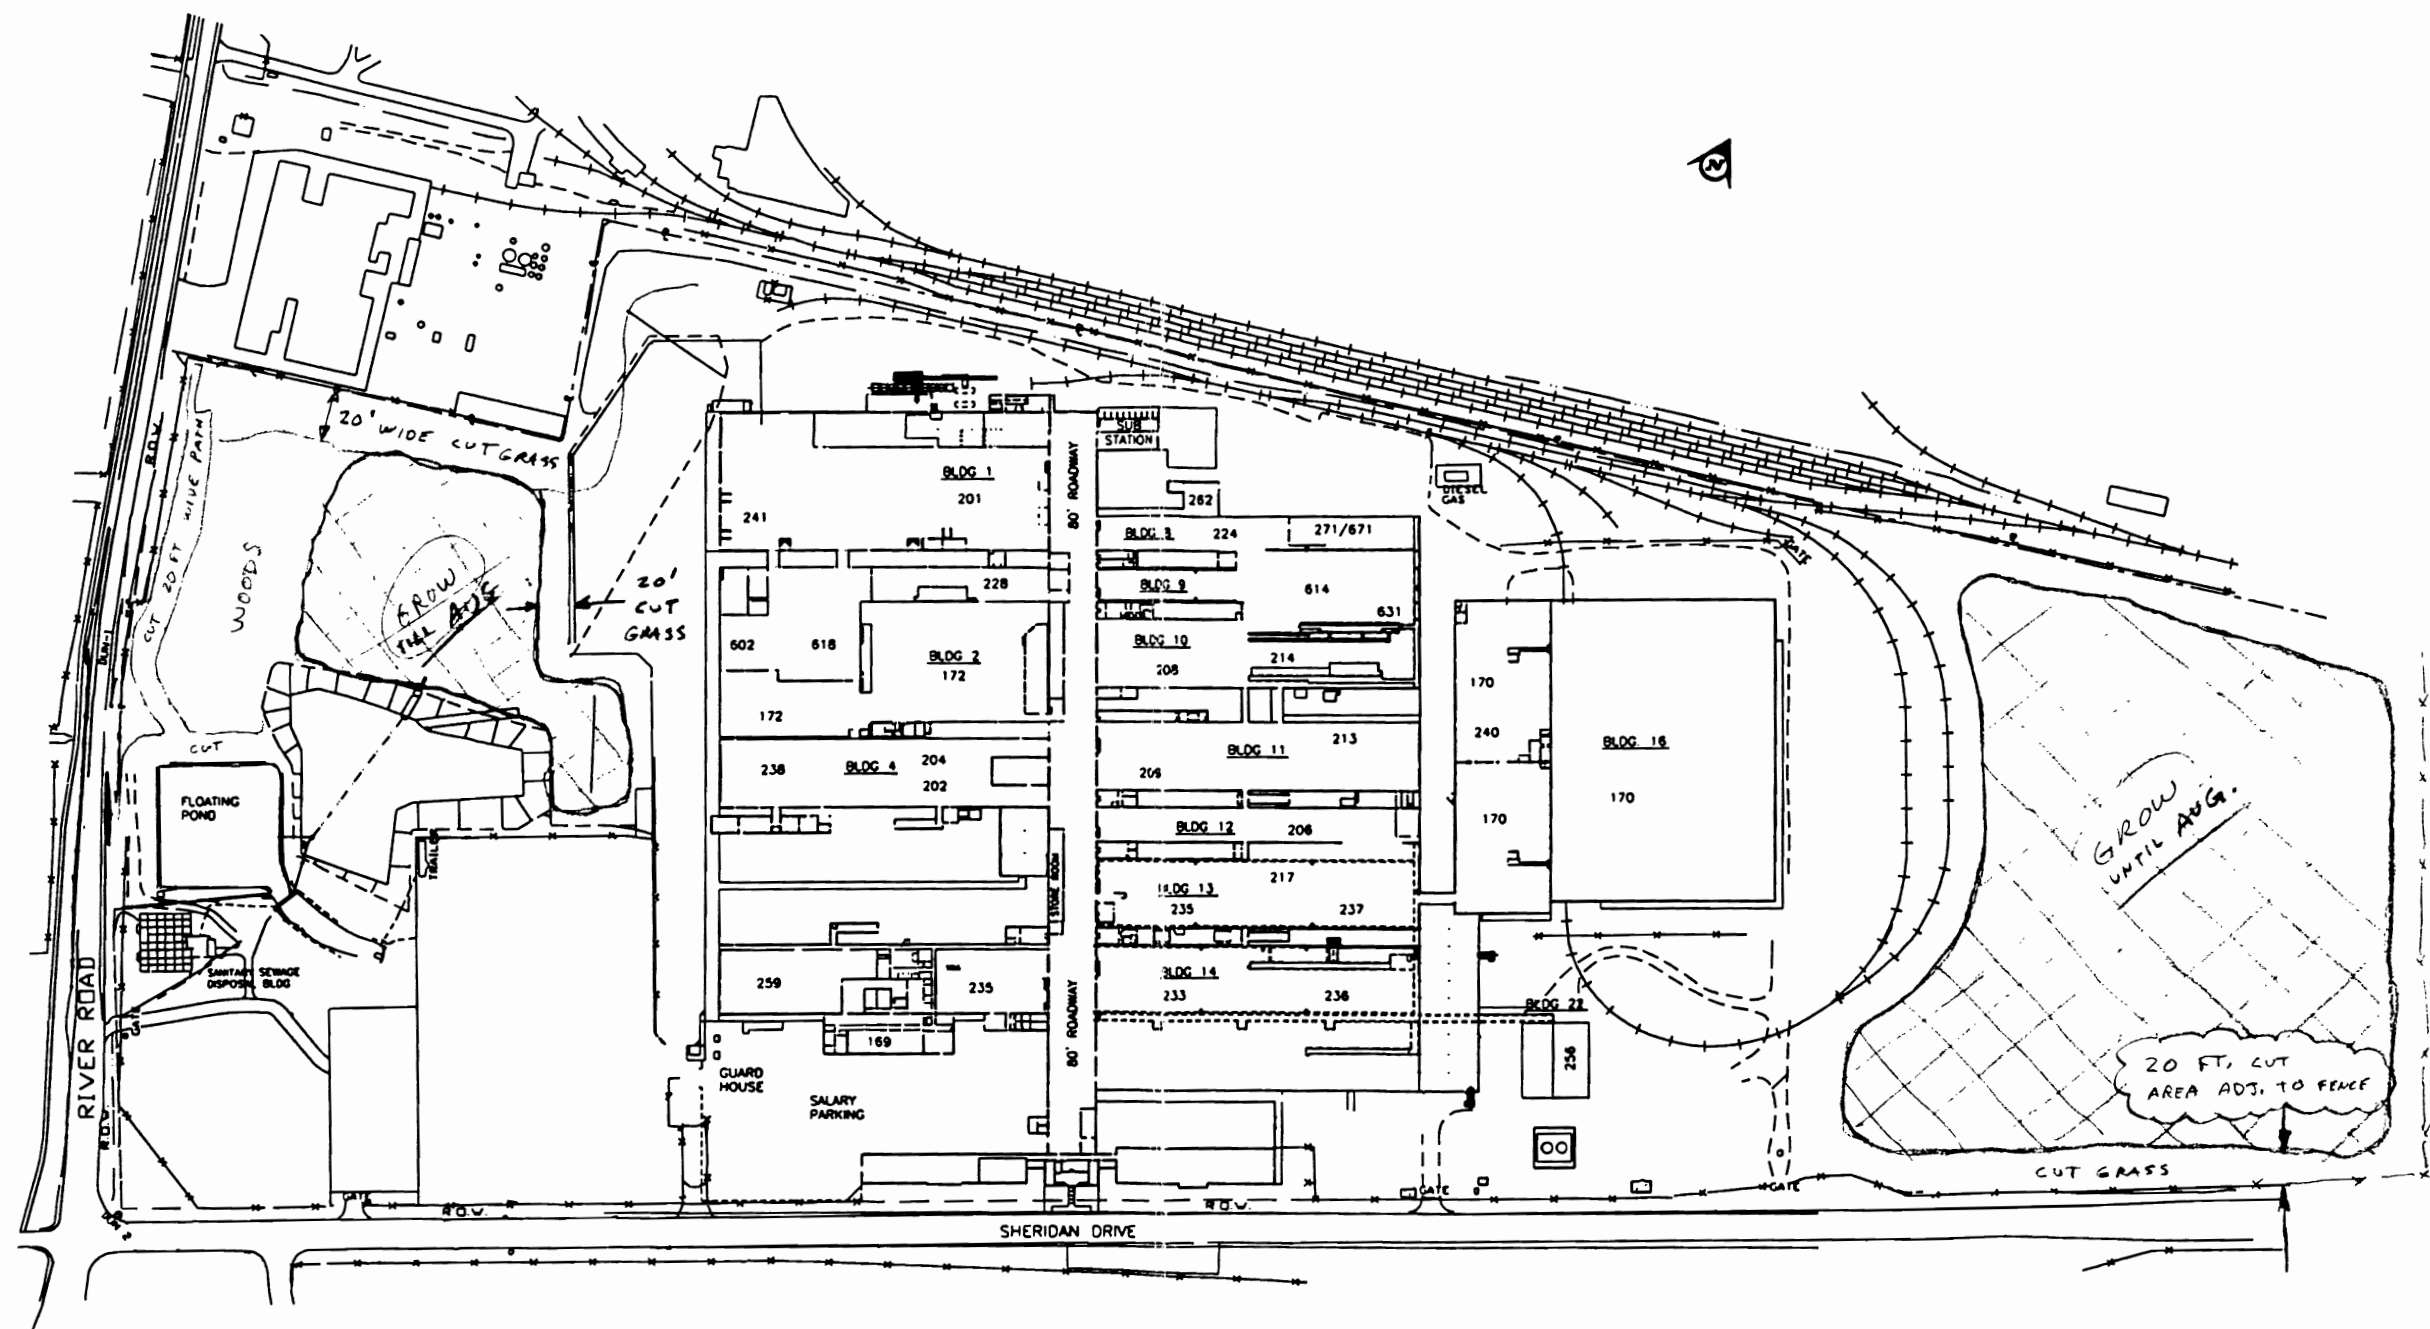 N
R.O.W.
20' WIDE CUT GRASS
CUT 20 FT WIDE PATH
WOODS
GROW
TILL AUG
20'
CUT
GRASS
CUT
FLOATING
POND
TRAILER
SANITARY SEWAGE
DISPOSAL BLDG
RIVER ROAD
R.O.W.
BLDG 1
201
241
80' ROADWAY
SUB
STATION
262
DIESEL
GAS
BLDG 9
224
271/671
228
614
631
602
618
BLDG 2
172
172
BLDG 10
208
214
BLDG 4
204
202
238
BLDG 11
213
209
BLDG 12
206
STORE ROOM
BLDG 13
217
235
237
BLDG 14
233
236
259
235
169
80' ROADWAY
GUARD
HOUSE
SALARY
PARKING
170
240
170
BLDG 16
170
BLDG 22
256
GATE
GROW
UNTIL AUG.
20 FT. CUT
AREA ADJ. TO FENCE
CUT GRASS
GATE
R.O.W.
R.O.W.
GATE
GATE
SHERIDAN DRIVE